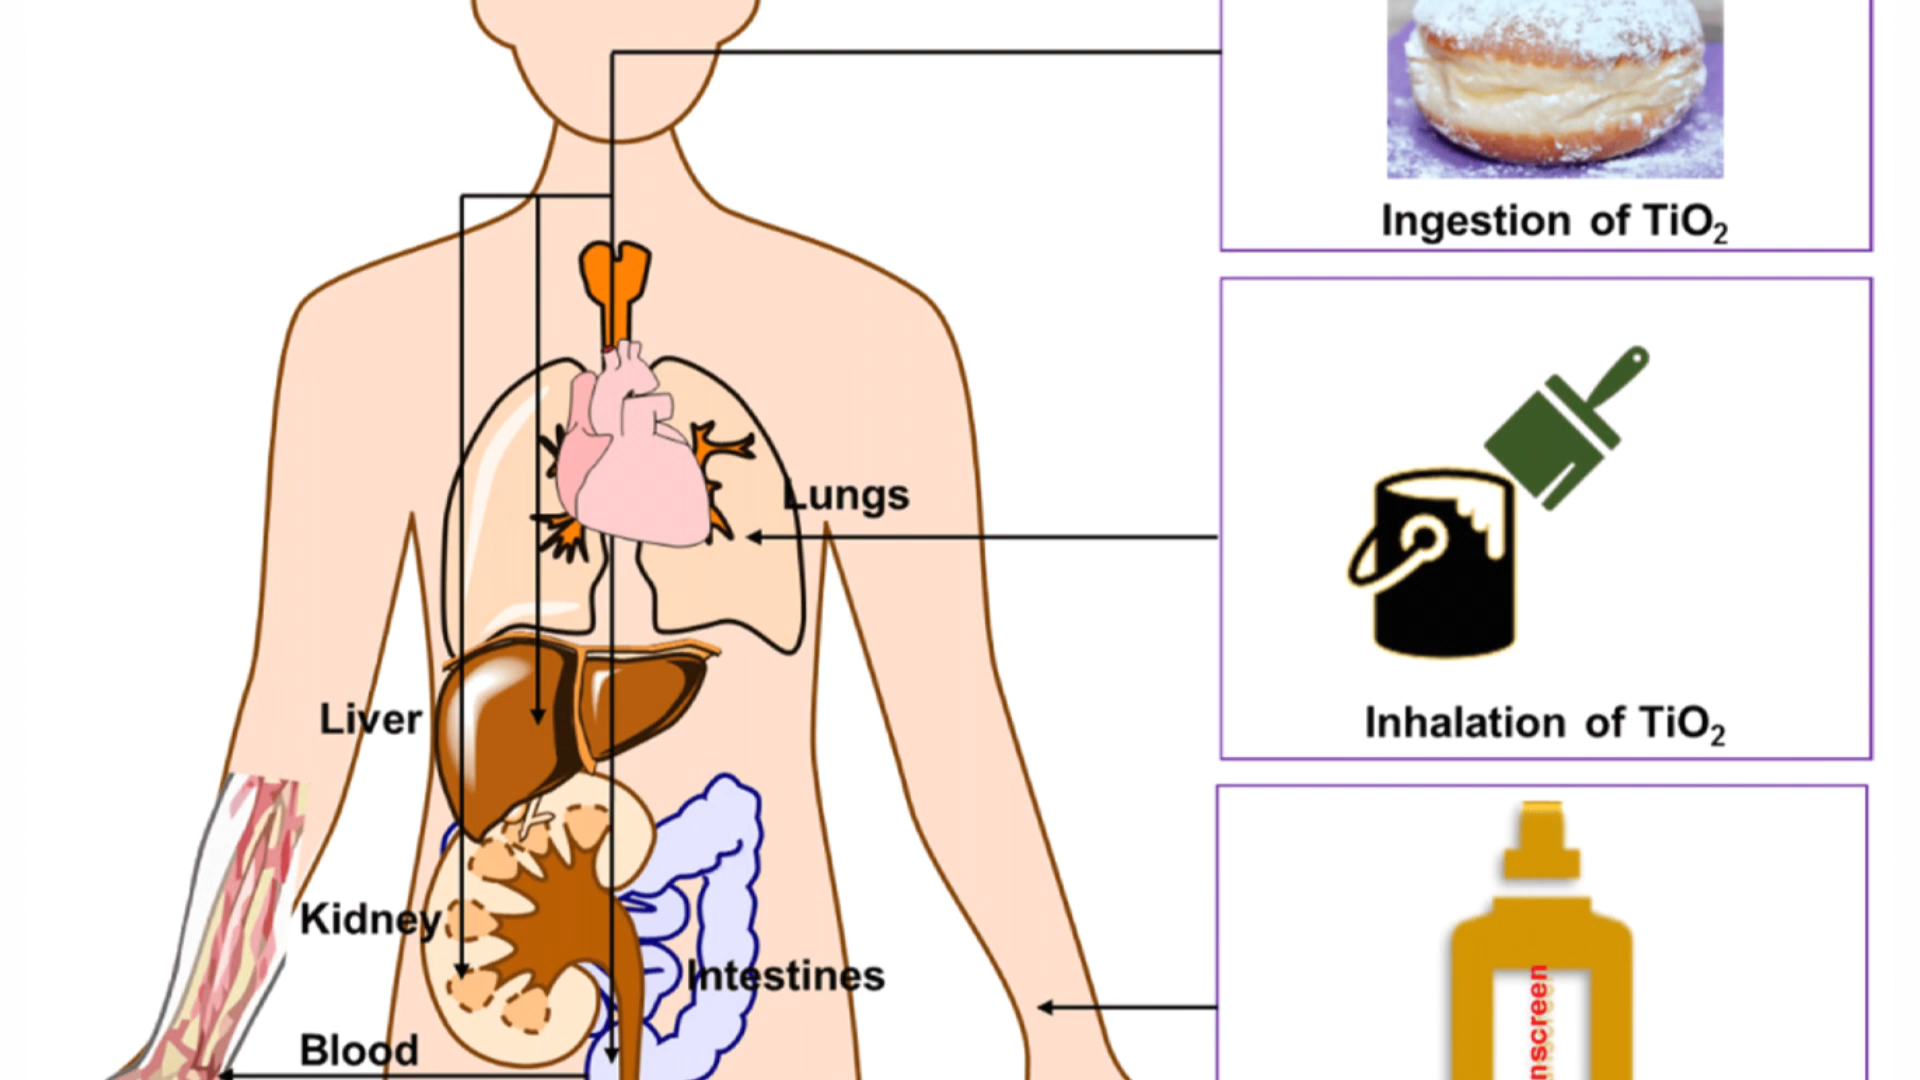 Ingestion of TiO₂
Lungs
Inhalation of TiO₂
Liver
Kidney
Intestines
Blood
nscreen